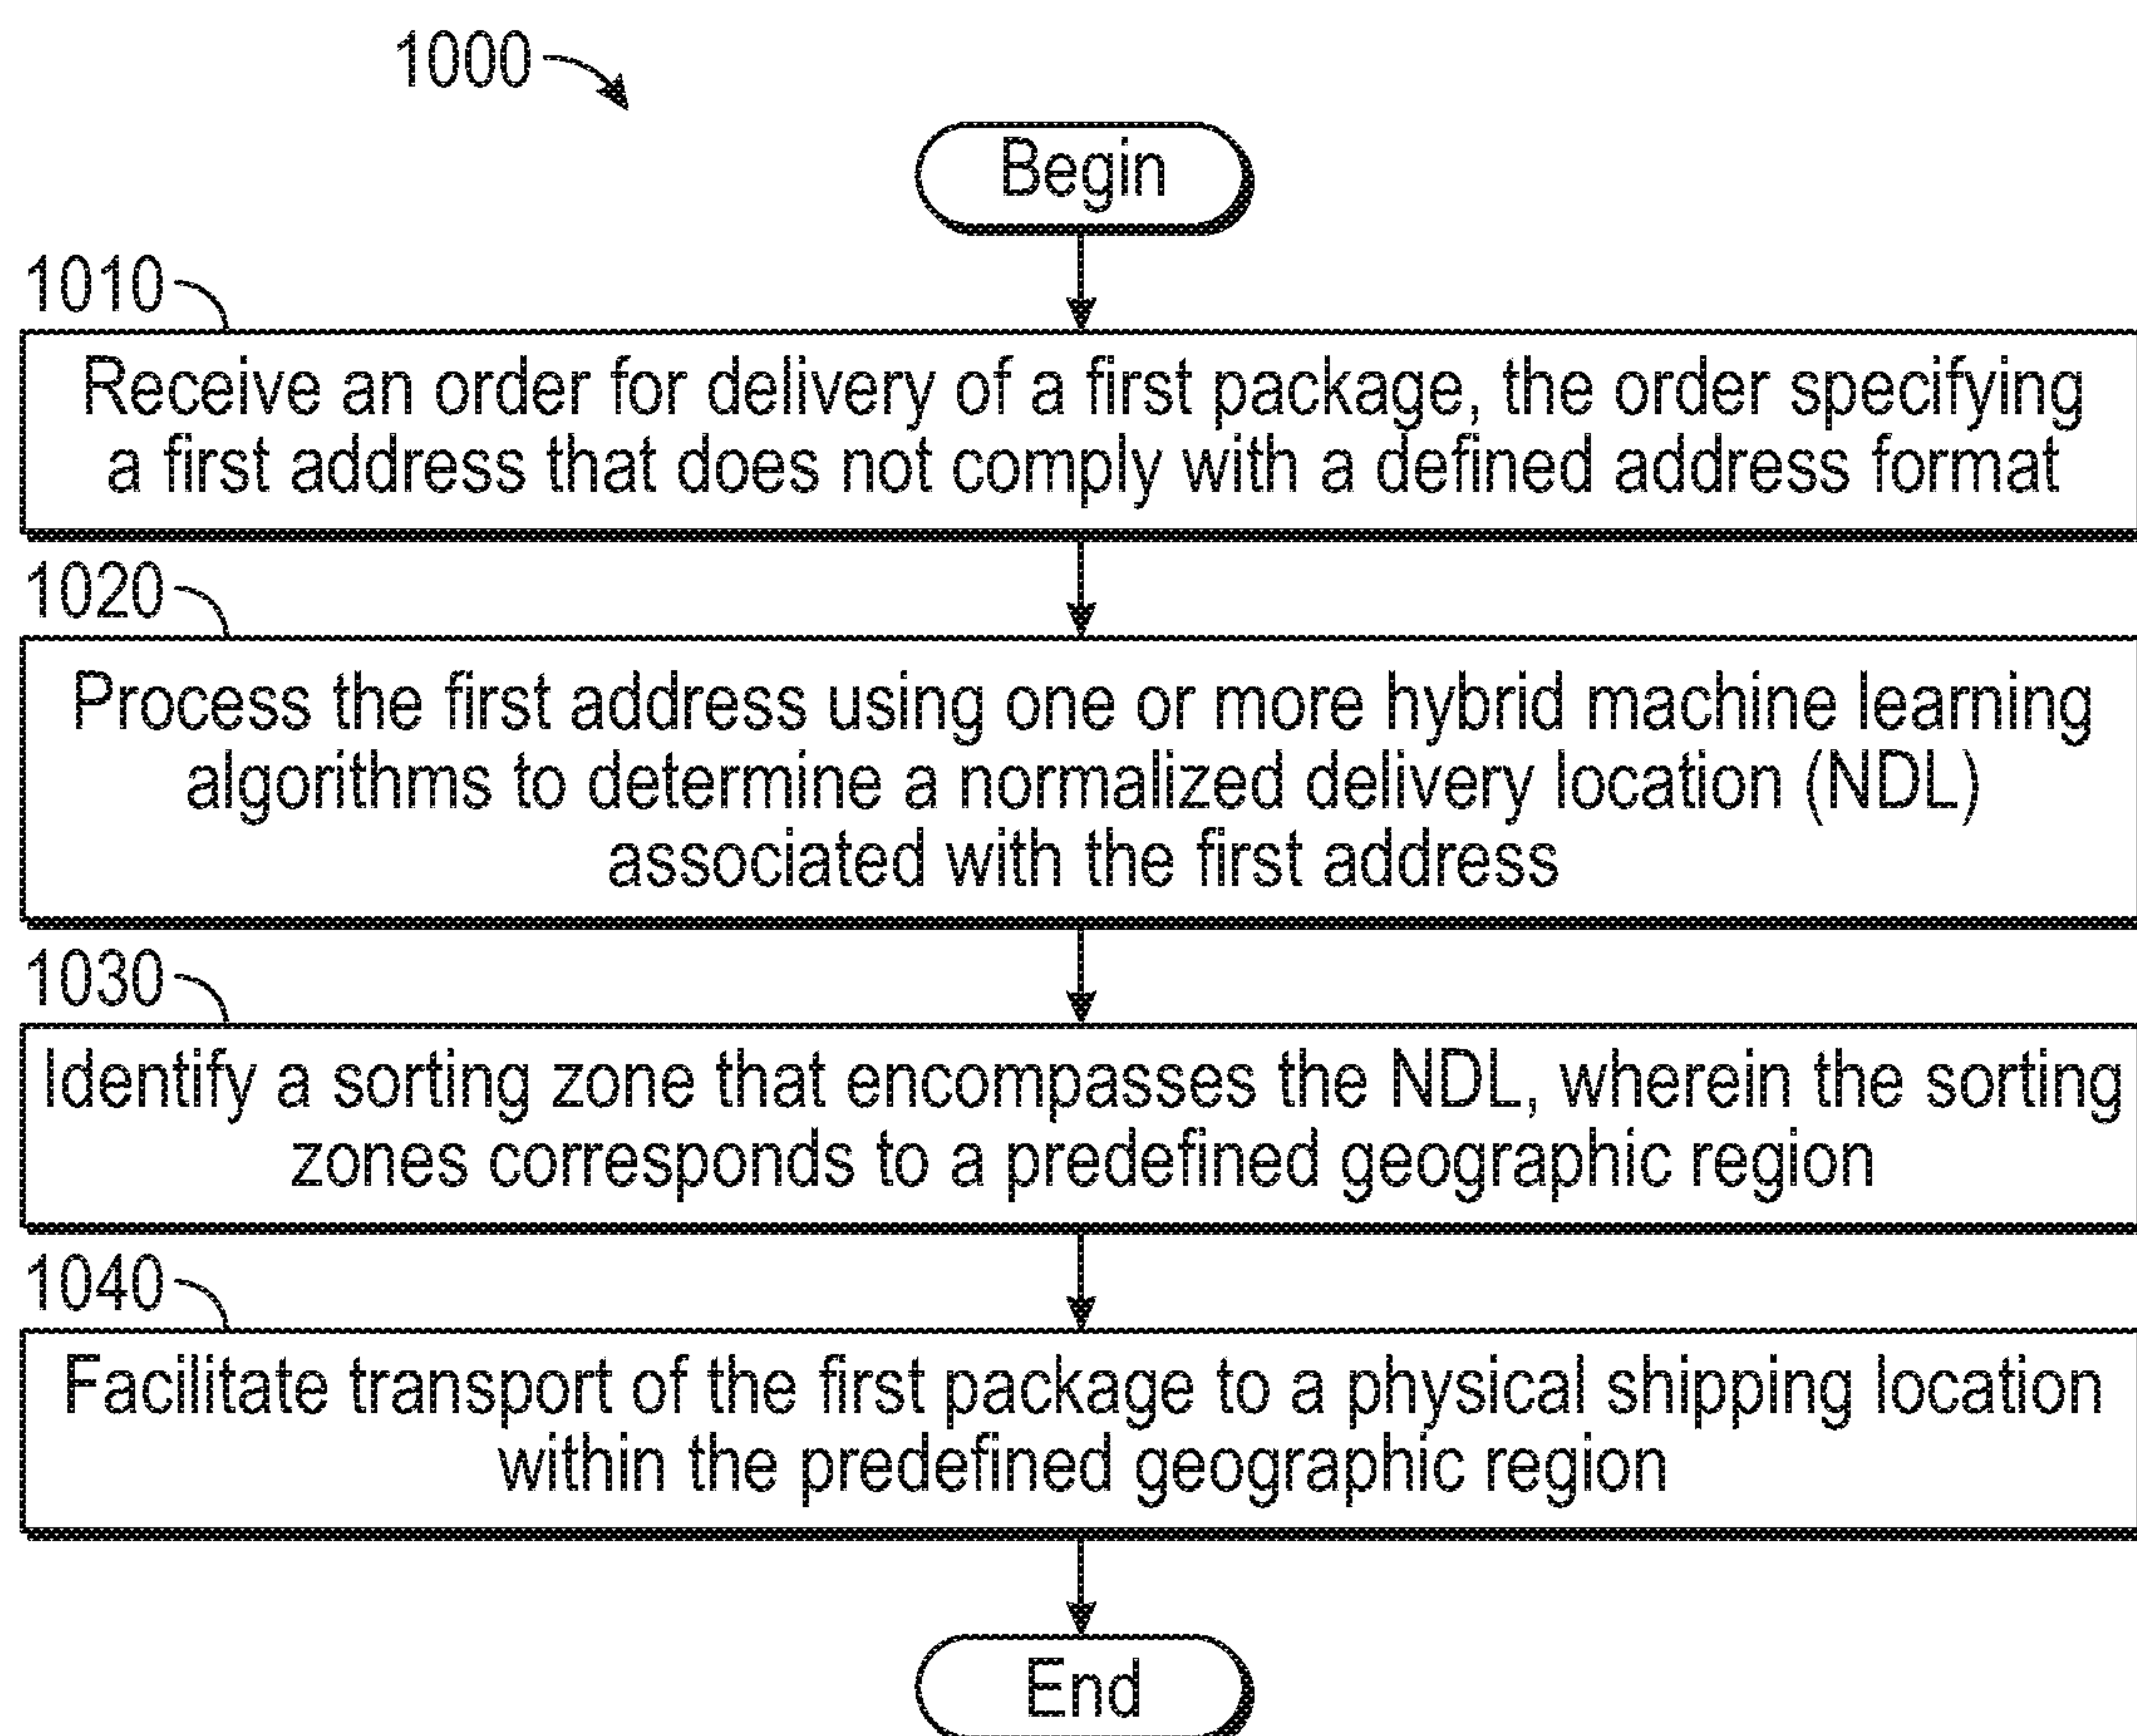 1000
Begin
1010
Receive an order for delivery of a first package, the order specifying
a first address that does not comply with a defined address format
1020
Process the first address using one or more hybrid machine learning
algorithms to determine a normalized delivery location (NDL)
associated with the first address
1030
Identify a sorting zone that encompasses the NDL, wherein the sorting
zones corresponds to a predefined geographic region
1040
Facilitate transport of the first package to a physical shipping location
within the predefined geographic region
End